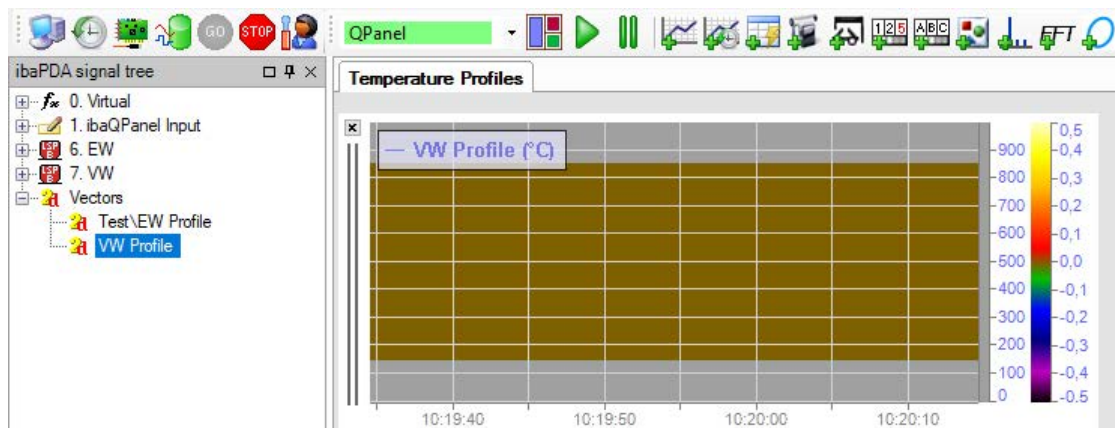 GO
STOP
QPanel
125
ABC
FFT
ibaPDA signal tree
0. Virtual
1. ibaQPanel Input
6. EW
7. VW
Vectors
Test\EW Profile
VW Profile
Temperature Profiles
VW Profile (°C)
900
800
700
600
500
400
300
200
100
0
0,5
0,4
0,3
0,2
0,1
0,0
-0,1
-0,2
-0,3
-0,4
-0.5
10:19:40
10:19:50
10:20:00
10:20:10